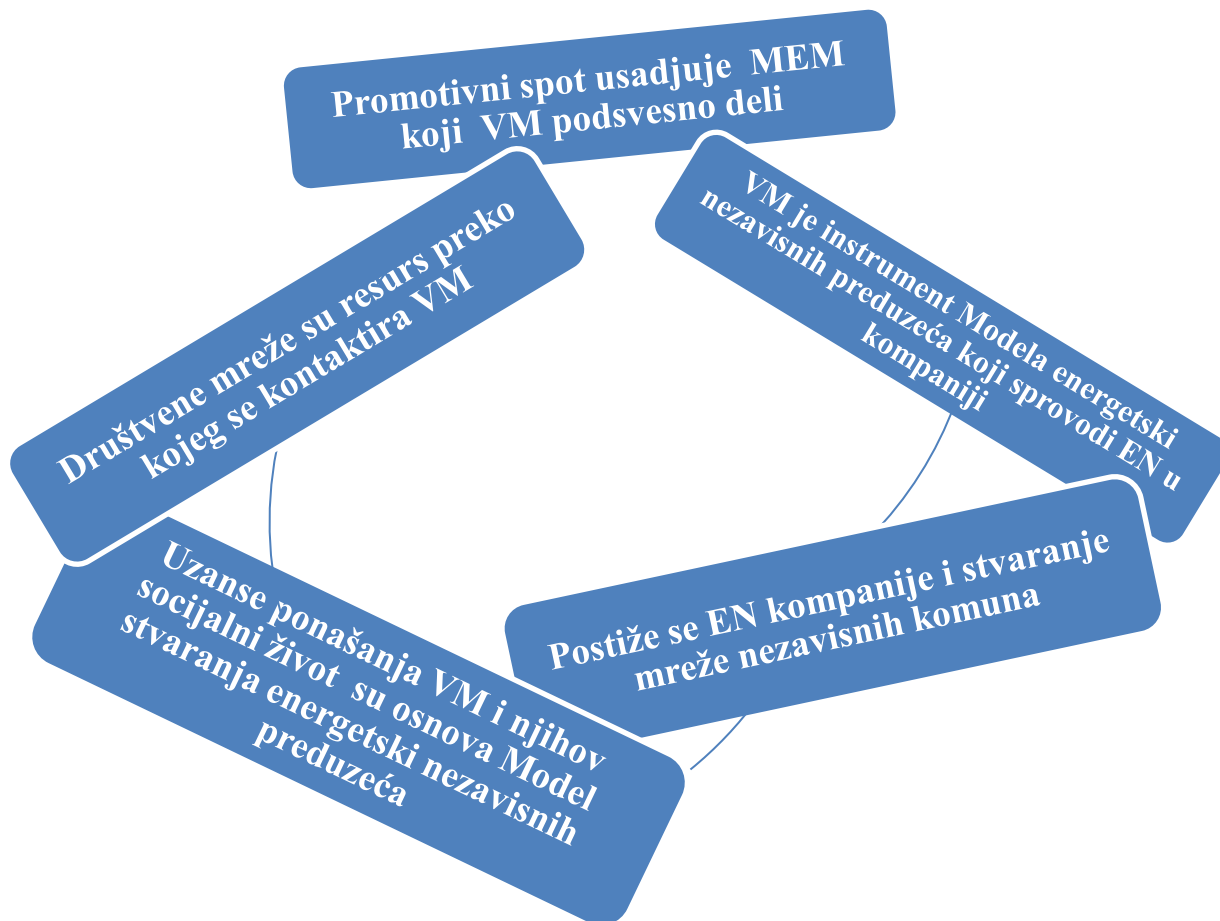 Promotivni spot usadjuje  MEM
koji  VM podsvesno deli
VM je instrument Modela energetski
nezavisnih preduzeća koji sprovodi EN u
kompaniji
Postiže se EN kompanije i stvaranje
mreže nezavisnih komuna
Uzanse ponašanja VM i njihov
socijalni život  su osnova Model
stvaranja energetski nezavisnih
preduzeća
Društvene mreže su resurs preko
kojeg se kontaktira VM